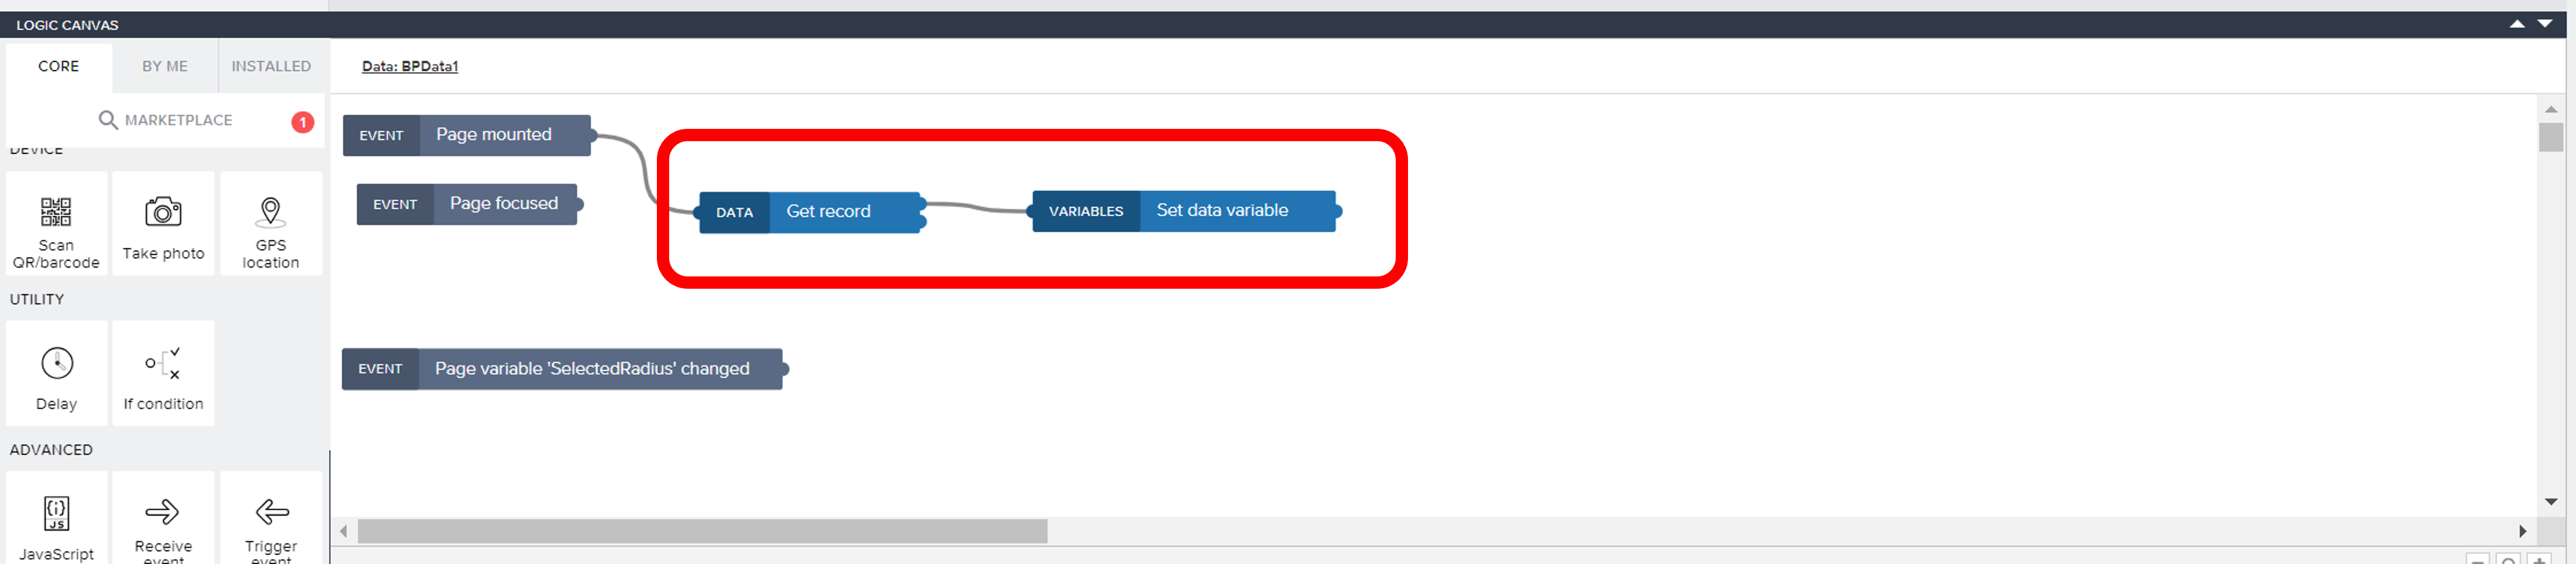 LOGIC CANVAS
CORE
BY ME
INSTALLED
Data: BPData1
MARKETPLACE
1
DEVICE
Scan
QR/barcode
Take photo
GPS
location
UTILITY
Delay
If condition
ADVANCED
{i}
JS
JavaScript
Receive
event
Trigger
event
EVENT Page mounted
EVENT Page focused
DATA Get record
VARIABLES Set data variable
EVENT Page variable 'SelectedRadius' changed